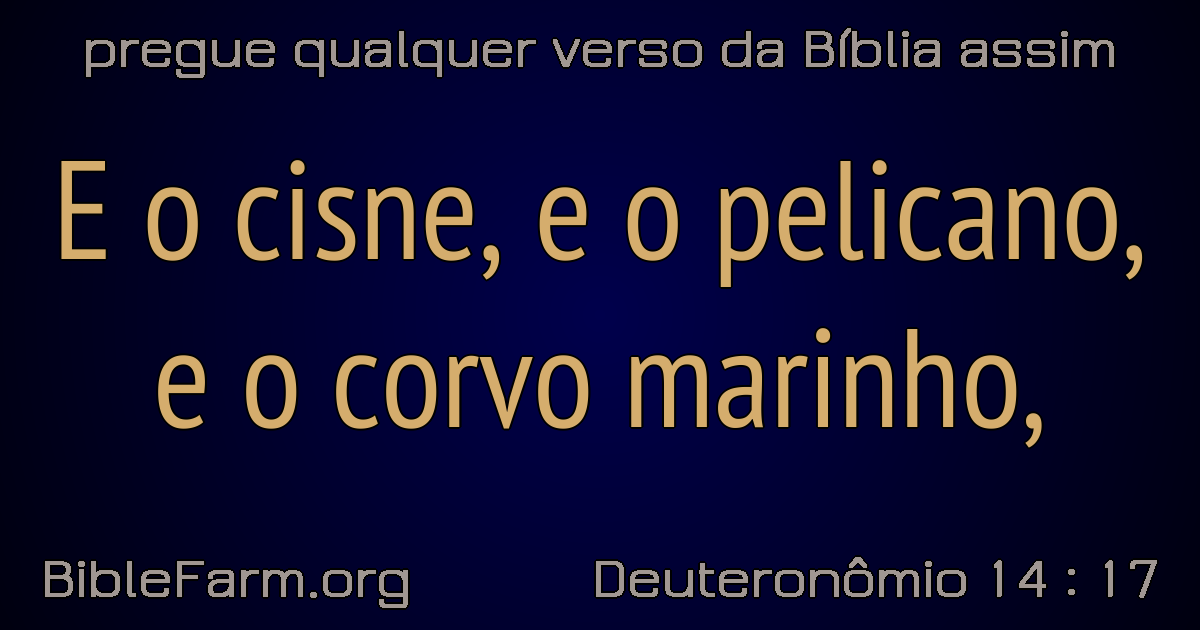 pregue qualquer verso da Bíblia assim
E o cisne, e o pelicano,
e o corvo marinho,
BibleFarm.org
Deuteronômio 14 : 17